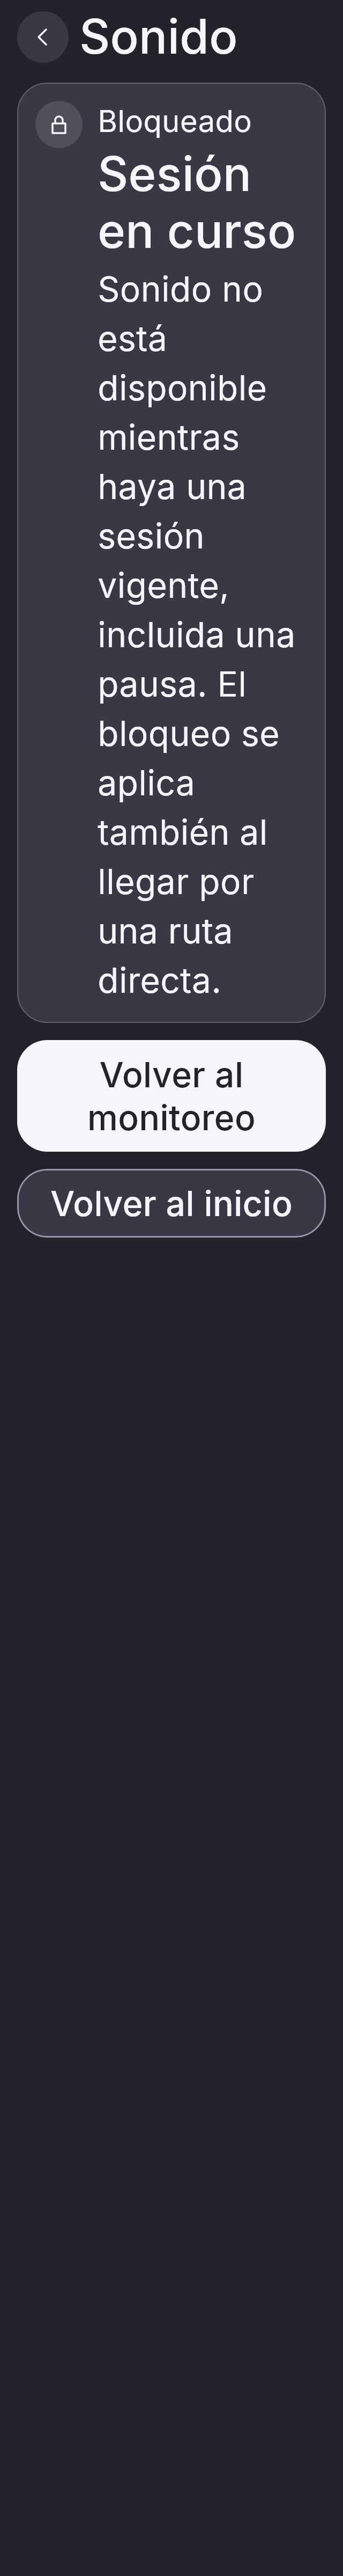 Sonido
Bloqueado
Sesión
en curso
Sonido no
está
disponible
mientras
haya una
sesión
vigente,
incluida una
pausa. El
bloqueo se
aplica
también al
llegar por
una ruta
directa.
Volver al
monitoreo
Volver al inicio